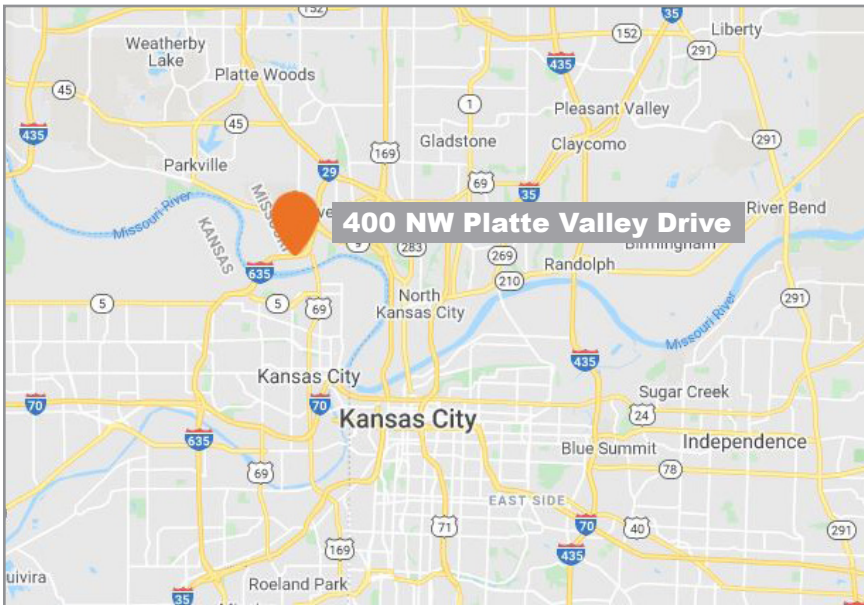 152
35
Liberty
Weatherby
Lake
152
291
435
Platte Woods
45
1
Pleasant Valley
435
45
Gladstone
Claycomo
291
169
Parkville
29
69
35
MISSOURI
400 NW Platte Valley Drive
River Bend
Missouri River
KANSAS
9
283
Birmingham
269
Randolph
635
210
5
5
69
North
Kansas City
291
Missouri River
435
Kansas City
Sugar Creek
70
70
24
Kansas City
635
Blue Summit
Independence
69
78
EAST SIDE
71
70
40
291
169
435
uivira
Roeland Park
35